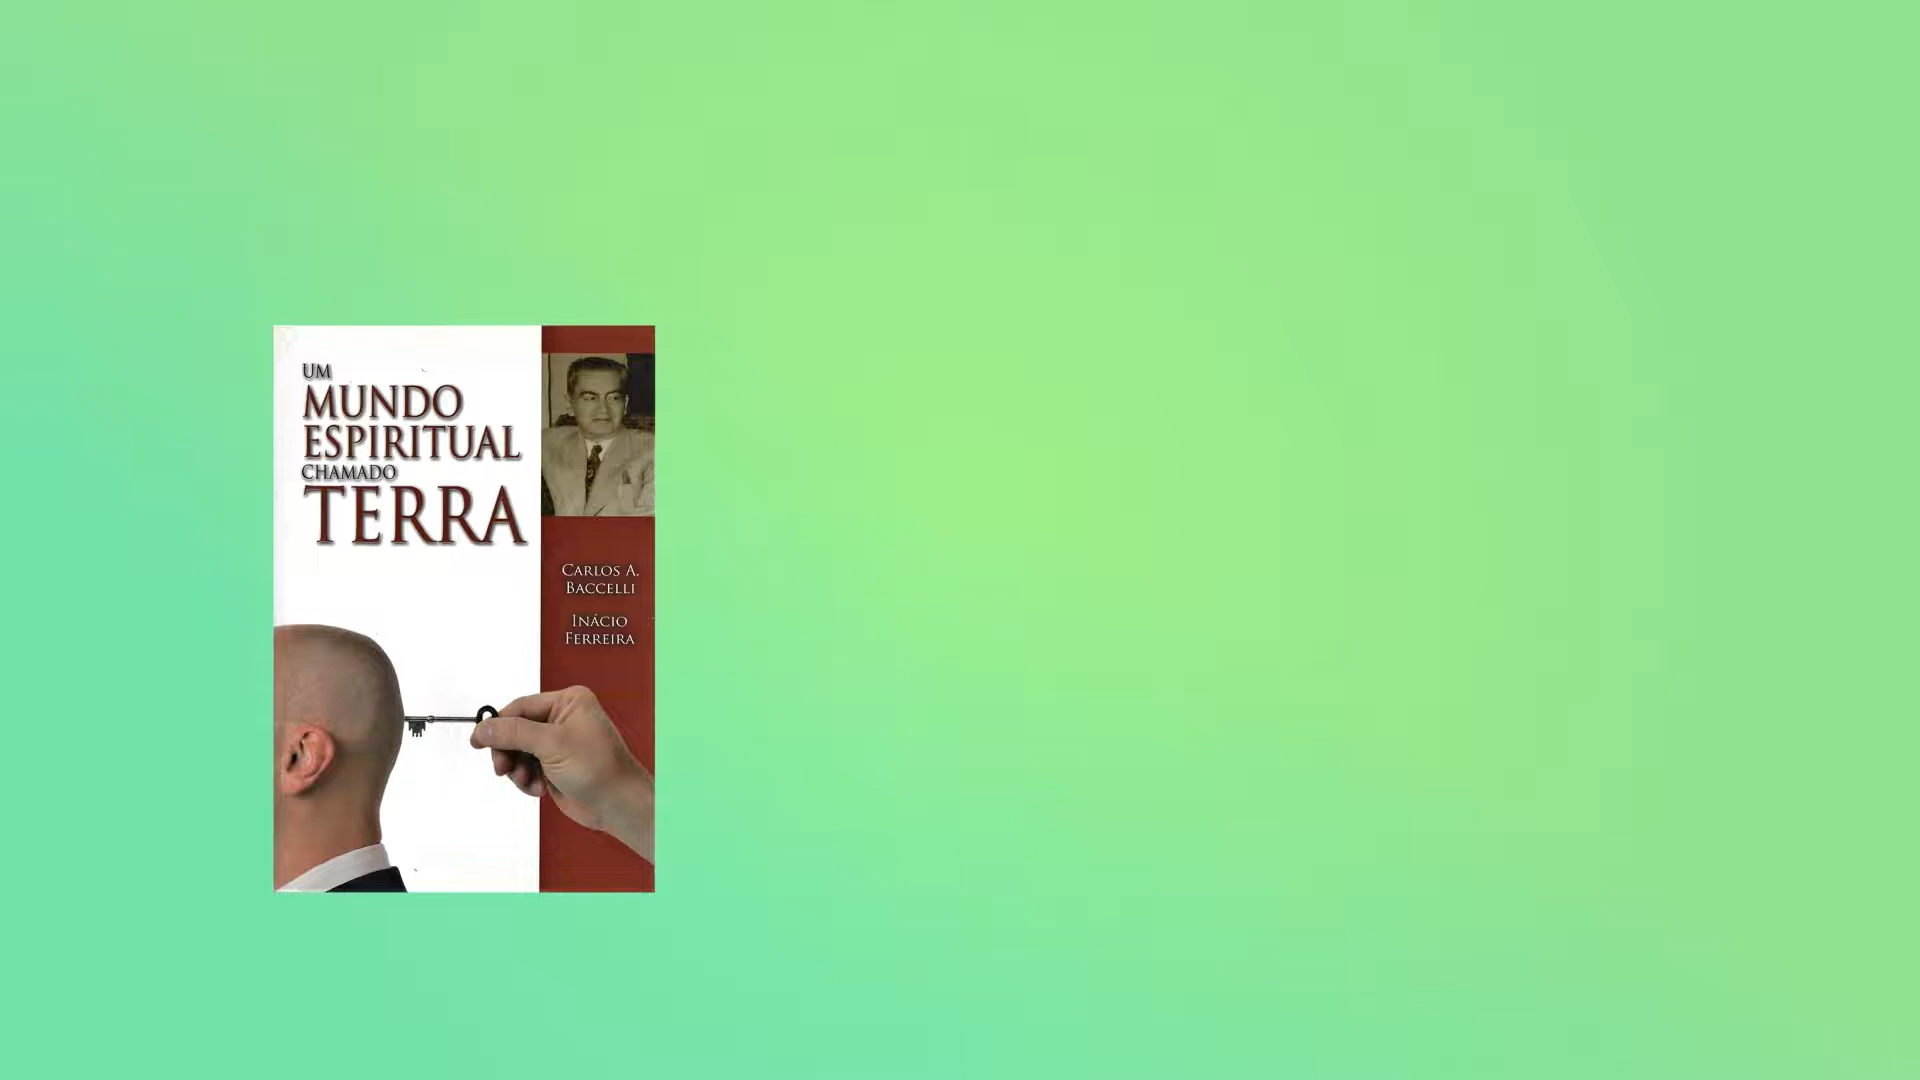 UM
MUNDO
ESPIRITUAL
CHAMADO
TERRA
CARLOS A.
BACCELLI
INÁCIO
FERREIRA